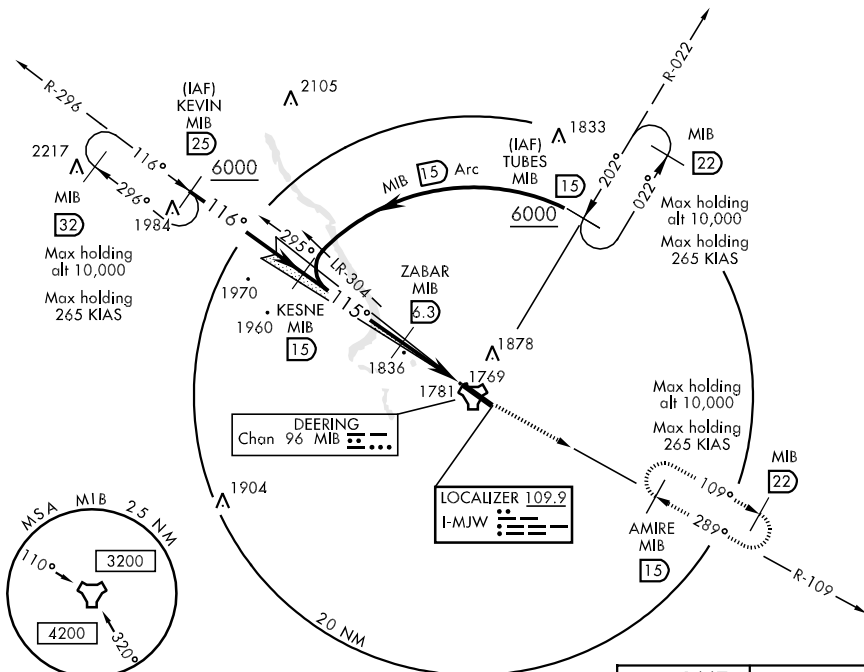 R-296
(IAF)
KEVIN
MIB
25
6000
116°
296°
2217
MIB
32
1984
Max holding
alt 10,000
Max holding
265 KIAS
116°
2105
R-022
(IAF)
TUBES
MIB
15
1833
MIB 15 Arc
6000
202°
022°
MIB
22
Max holding
alt 10,000
Max holding
265 KIAS
295°
LR-304
1970
1960
KESNE
MIB
15
115°
ZABAR
MIB
6.3
1836
1878
1769
1781
DEERING
Chan 96 MIB
LOCALIZER 109.9
I-MJW
Max holding
alt 10,000
Max holding
265 KIAS
MIB
22
109°
289°
AMIRE
MIB
15
R-109
1904
MSA MIB 25 NM
110°
3200
4200
320°
20 NM